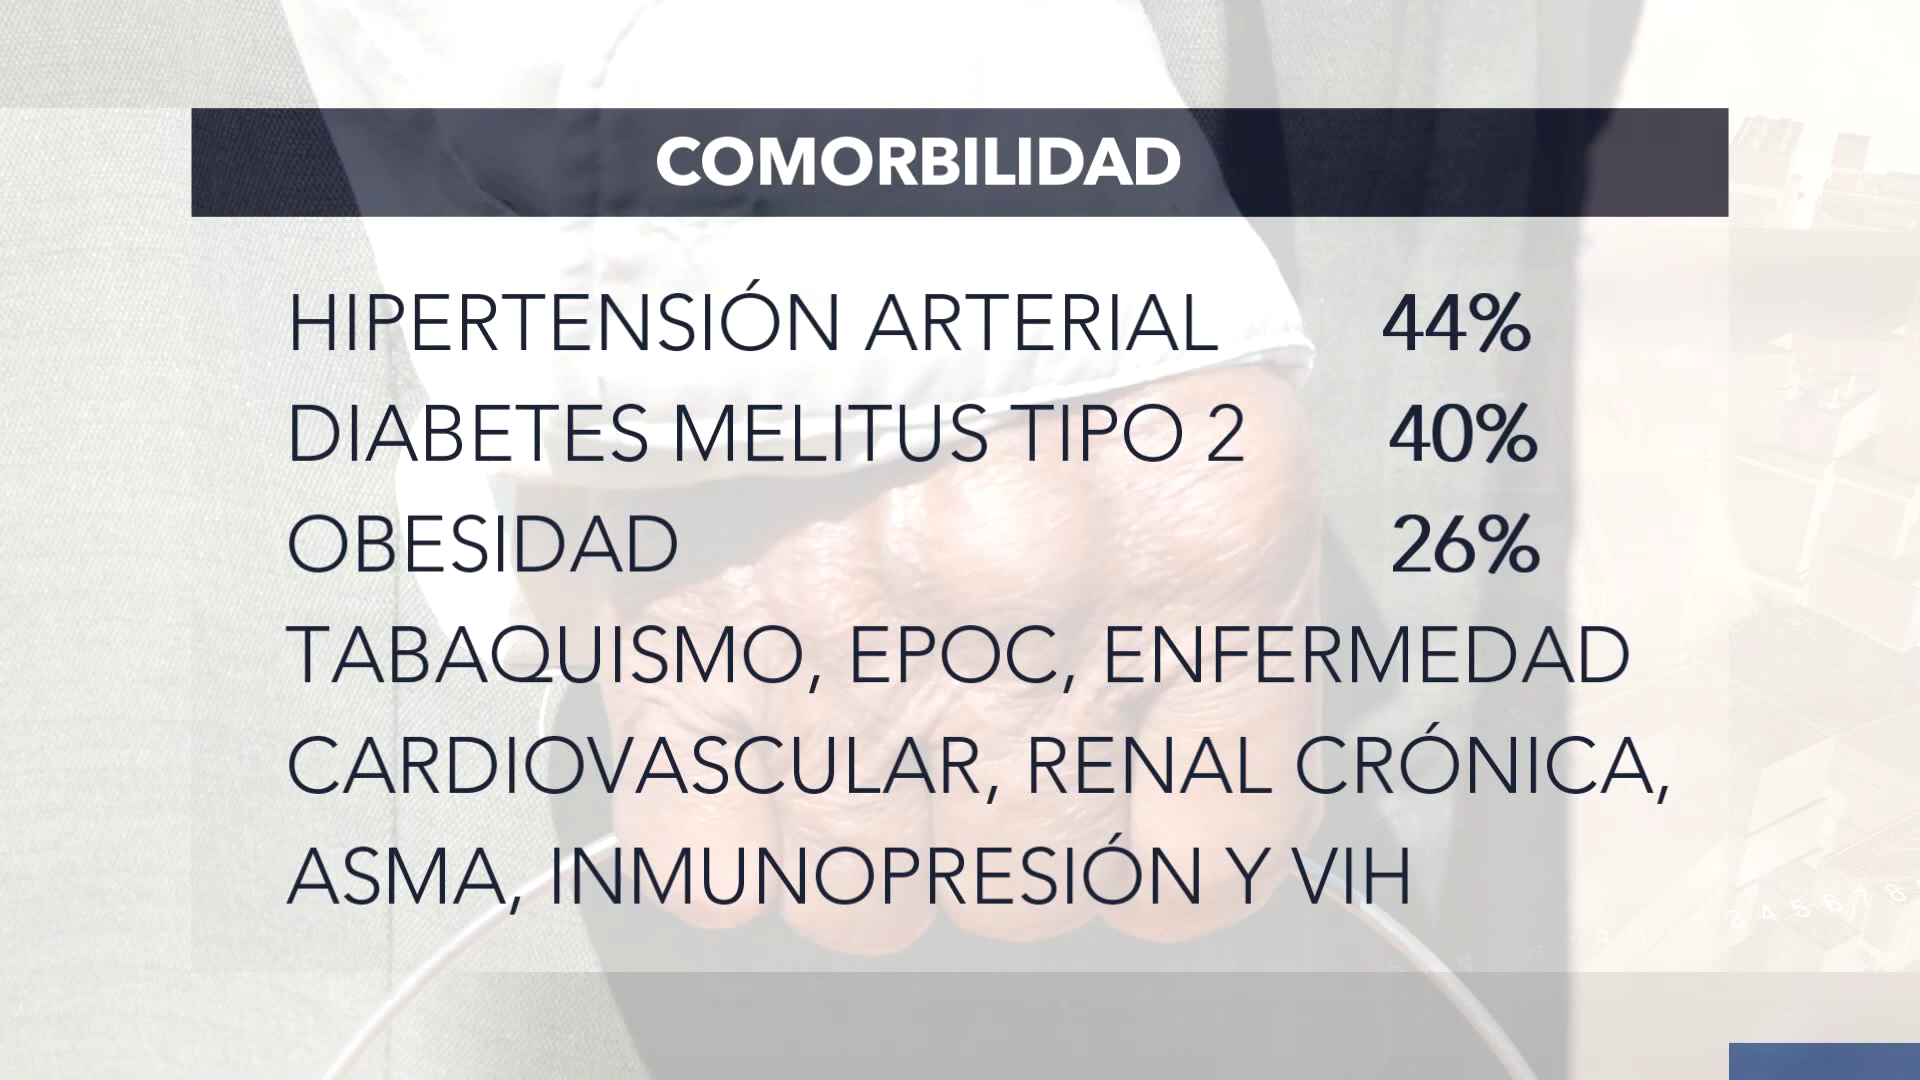 COMORBILIDAD
HIPERTENSIÓN ARTERIAL 44%
DIABETES MELITUS TIPO 2 40%
OBESIDAD 26%
TABAQUISMO, EPOC, ENFERMEDAD
CARDIOVASCULAR, RENAL CRÓNICA,
ASMA, INMUNOPRESIÓN Y VIH